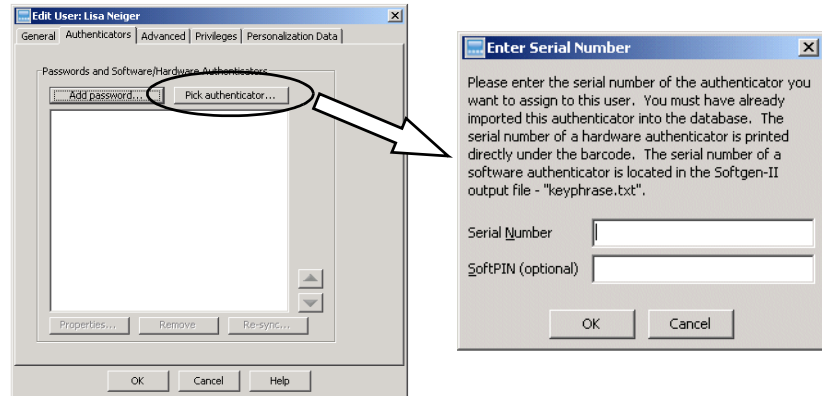 Edit User: Lisa Neiger
General Authenticators Advanced Privileges Personalization Data
Passwords and Software/Hardware Authenticators
Add password... Pick authenticator...
Properties... Remove Re-sync...
OK Cancel Help
Enter Serial Number
Please enter the serial number of the authenticator you
want to assign to this user. You must have already
imported this authenticator into the database. The
serial number of a hardware authenticator is printed
directly under the barcode. The serial number of a
software authenticator is located in the Softgen-II
output file - "keyphrase.txt".
Serial Number
SoftPIN (optional)
OK Cancel